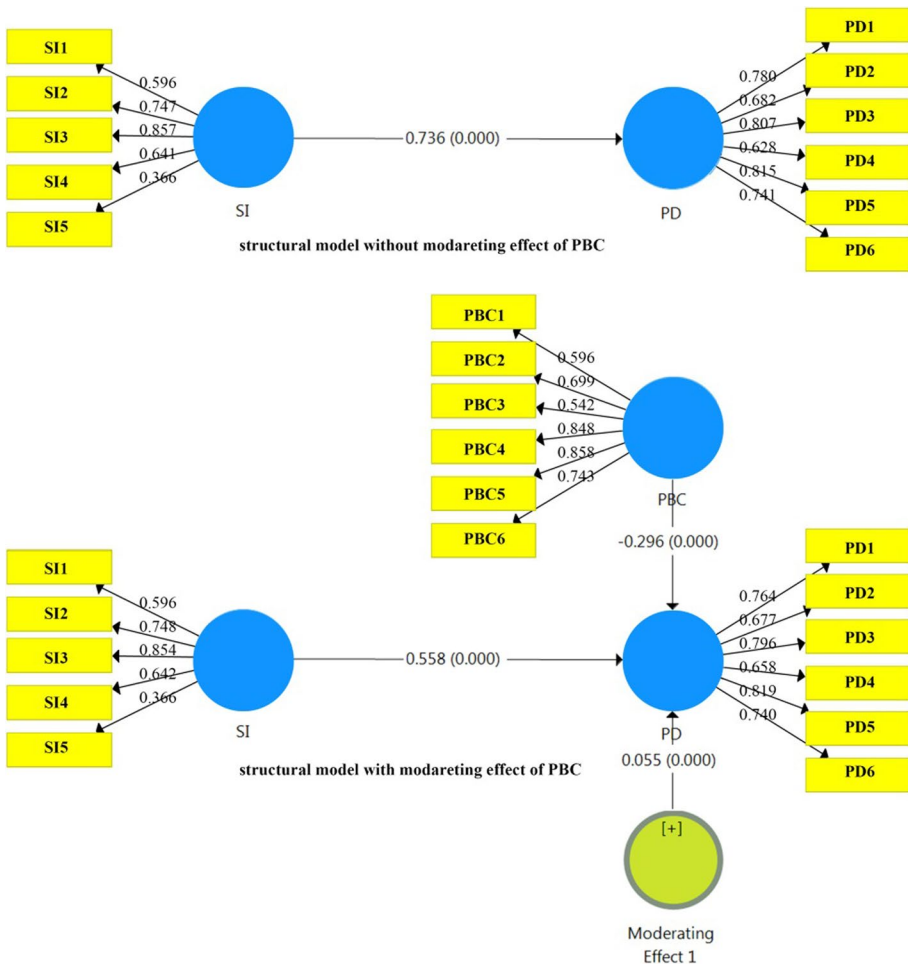 SI1
SI2
SI3
SI4
SI5
0.596
0.747
0.857
0.641
0.366
SI
0.736 (0.000)
PD
0.780
0.682
0.807
0.628
0.815
0.741
PD1
PD2
PD3
PD4
PD5
PD6
structural model without modareting effect of PBC
PBC1
PBC2
PBC3
PBC4
PBC5
PBC6
0.596
0.699
0.542
0.848
0.858
0.743
PBC
-0.296 (0.000)
SI1
SI2
SI3
SI4
SI5
0.596
0.748
0.854
0.642
0.366
SI
0.558 (0.000)
PD
0.764
0.677
0.796
0.658
0.819
0.740
PD1
PD2
PD3
PD4
PD5
PD6
structural model with modareting effect of PBC
0.055 (0.000)
[+]
Moderating
Effect 1